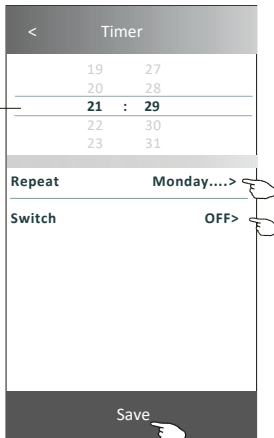 < Timer
19 27
20 28
21 : 29
22 30
23 31
Repeat Monday....>
Switch OFF>
Save